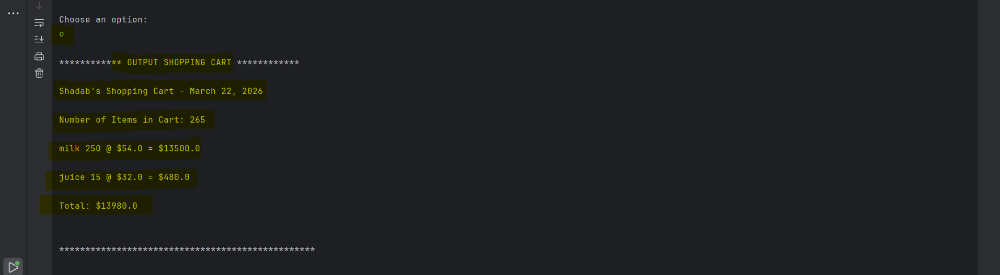 Choose an option:
o
************ OUTPUT SHOPPING CART ************
Shadab's Shopping Cart - March 22, 2026
Number of Items in Cart: 265
milk 250 @ $54.0 = $13500.0
juice 15 @ $32.0 = $480.0
Total: $13980.0
*************************************************